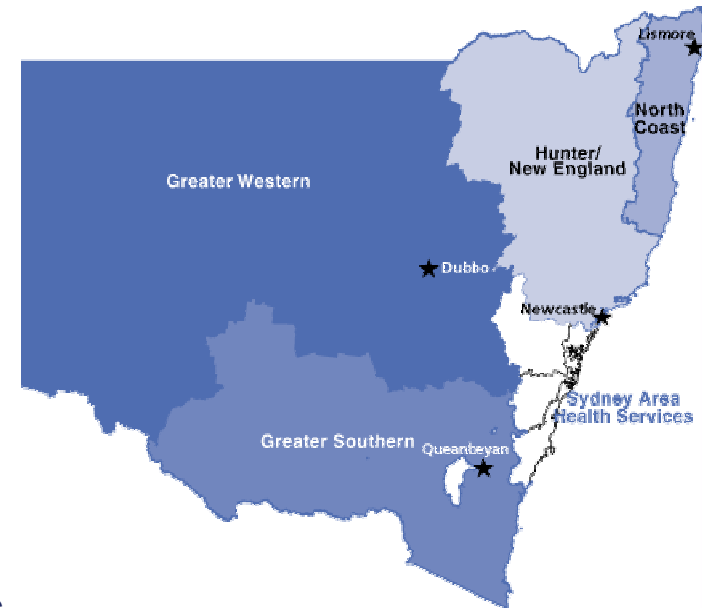 Lismore
North
Coast
Hunter/
New England
Greater Western
Dubbo
Newcastle
Sydney Area
Health Services
Greater Southern
Queanbeyan